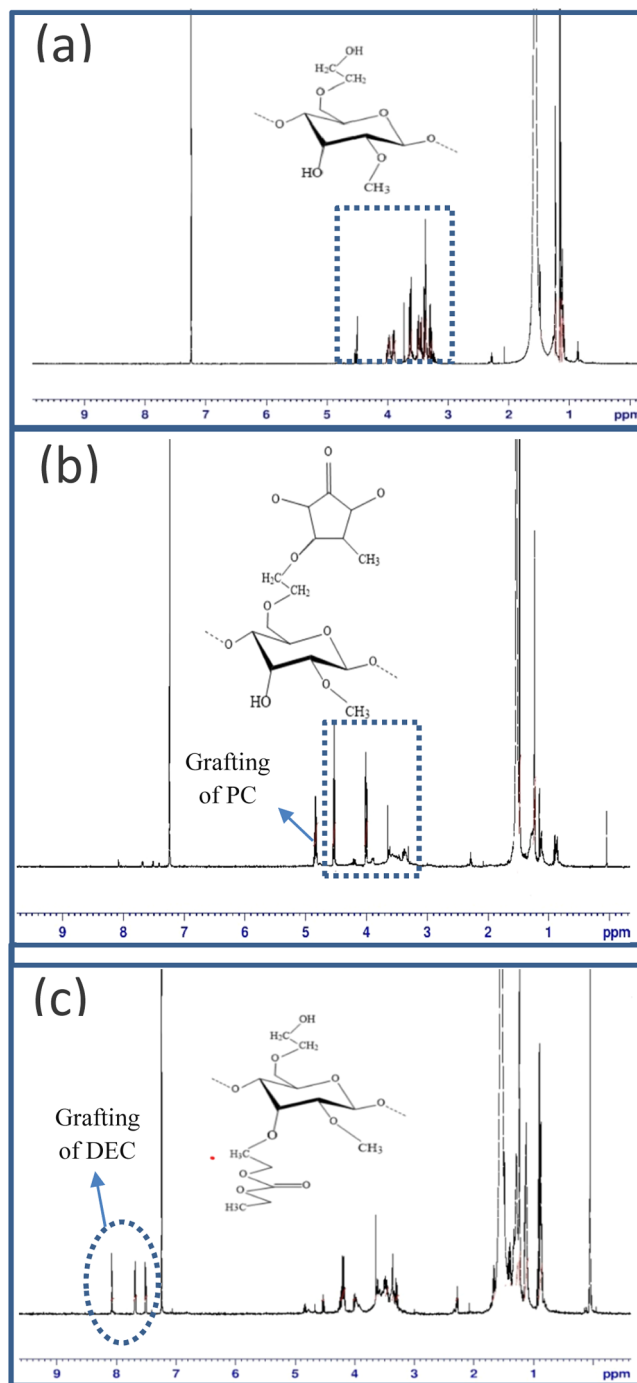 (a)
OH
H₂C
CH₂
O
O
O
O
HO
O
CH₃
9 8 7 6 5 4 3 2 1 ppm
(b)
O
O
O
O
CH₃
H₂C
CH₂
O
O
O
O
HO
O
CH₃
Grafting
of PC
9 8 7 6 5 4 3 2 1 ppm
(c)
OH
H₂C
CH₂
O
O
O
O
O
O
CH₃
H₃C
O
O
O
H3C
Grafting
of DEC
9 8 7 6 5 4 3 2 1 ppm